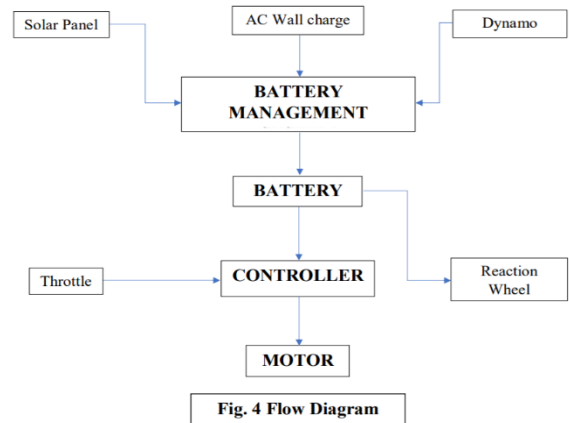 Solar Panel
AC Wall charge
Dynamo
BATTERY
MANAGEMENT
BATTERY
Throttle
CONTROLLER
Reaction
Wheel
MOTOR
Fig. 4 Flow Diagram